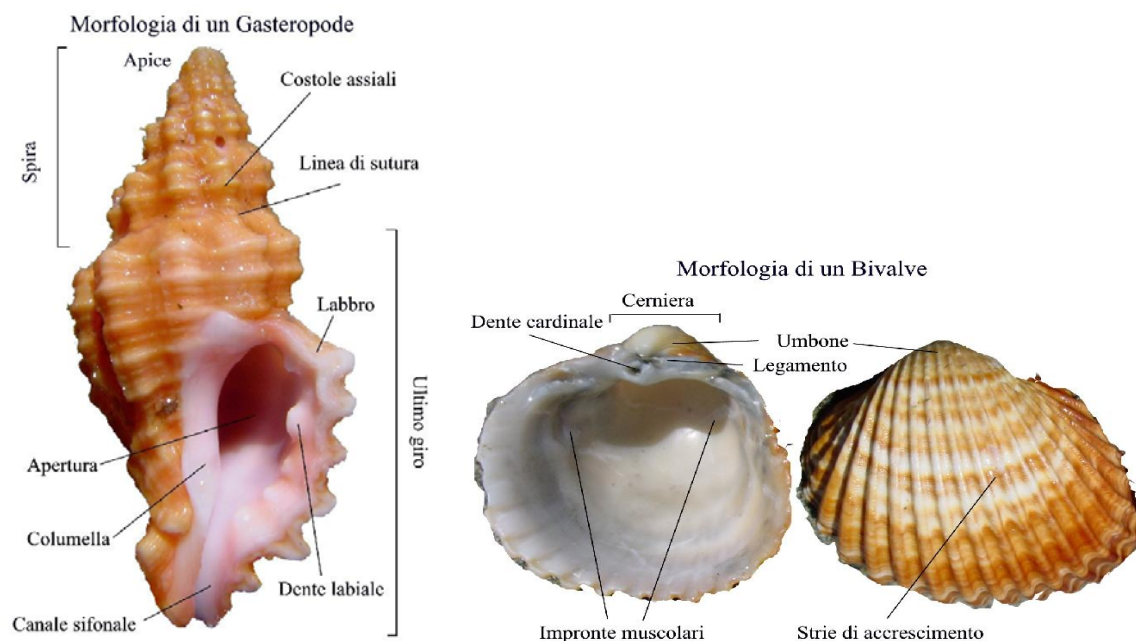 Morfologia di un Gasteropode
Apice
Costole assiali
Spira
Linea di sutura
Labbro
Ultimo giro
Apertura
Columella
Dente labiale
Canale sifonale
Morfologia di un Bivalve
Cerniera
Dente cardinale
Umbone
Legamento
Impronte muscolari
Strie di accrescimento